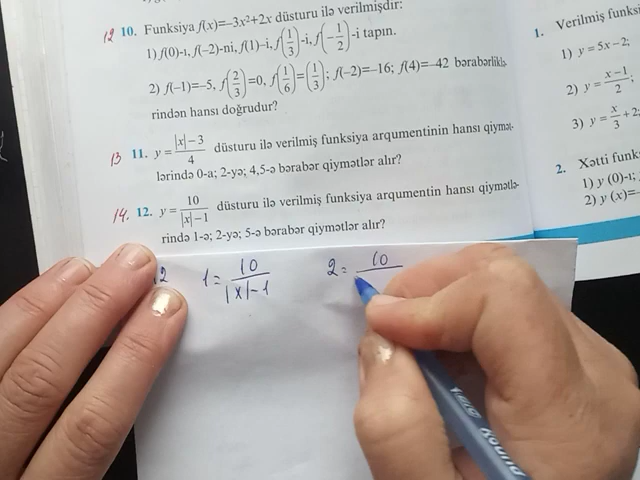 12 10. Funksiya f(x)=–3x²+2x düsturu ilə verilmişdir:
1) f(0)-ı, f(–2)-ni, f(1)–i, f(1/3)-i, f(–1/2)-i tapın.
2) f(–1)=–5, f(2/3)=0, f(1/6)=(1/3); f(–2)=–16; f(4)=–42 bərabərliklə-
rindən hansı doğrudur?
13 11. y=|x|–3/4 düsturu ilə verilmiş funksiya arqumentinin hansı qiymət-
lərində 0-a; 2-yə; 4,5-ə bərabər qiymətlər alır?
14. 12. y=10/|x|–1 düsturu ilə verilmiş funksiya arqumentin hansı qiymətlə-
rində 1-ə; 2-yə; 5-ə bərabər qiymətlər alır?
1. Verilmiş funksi
1) y=5x–2;
2) y=x–1/2;
3) y=x/3+2;
2. Xətti funk
1) y (0)-ı;
2) y (x)=
2 1=10/|x|-1 2=10